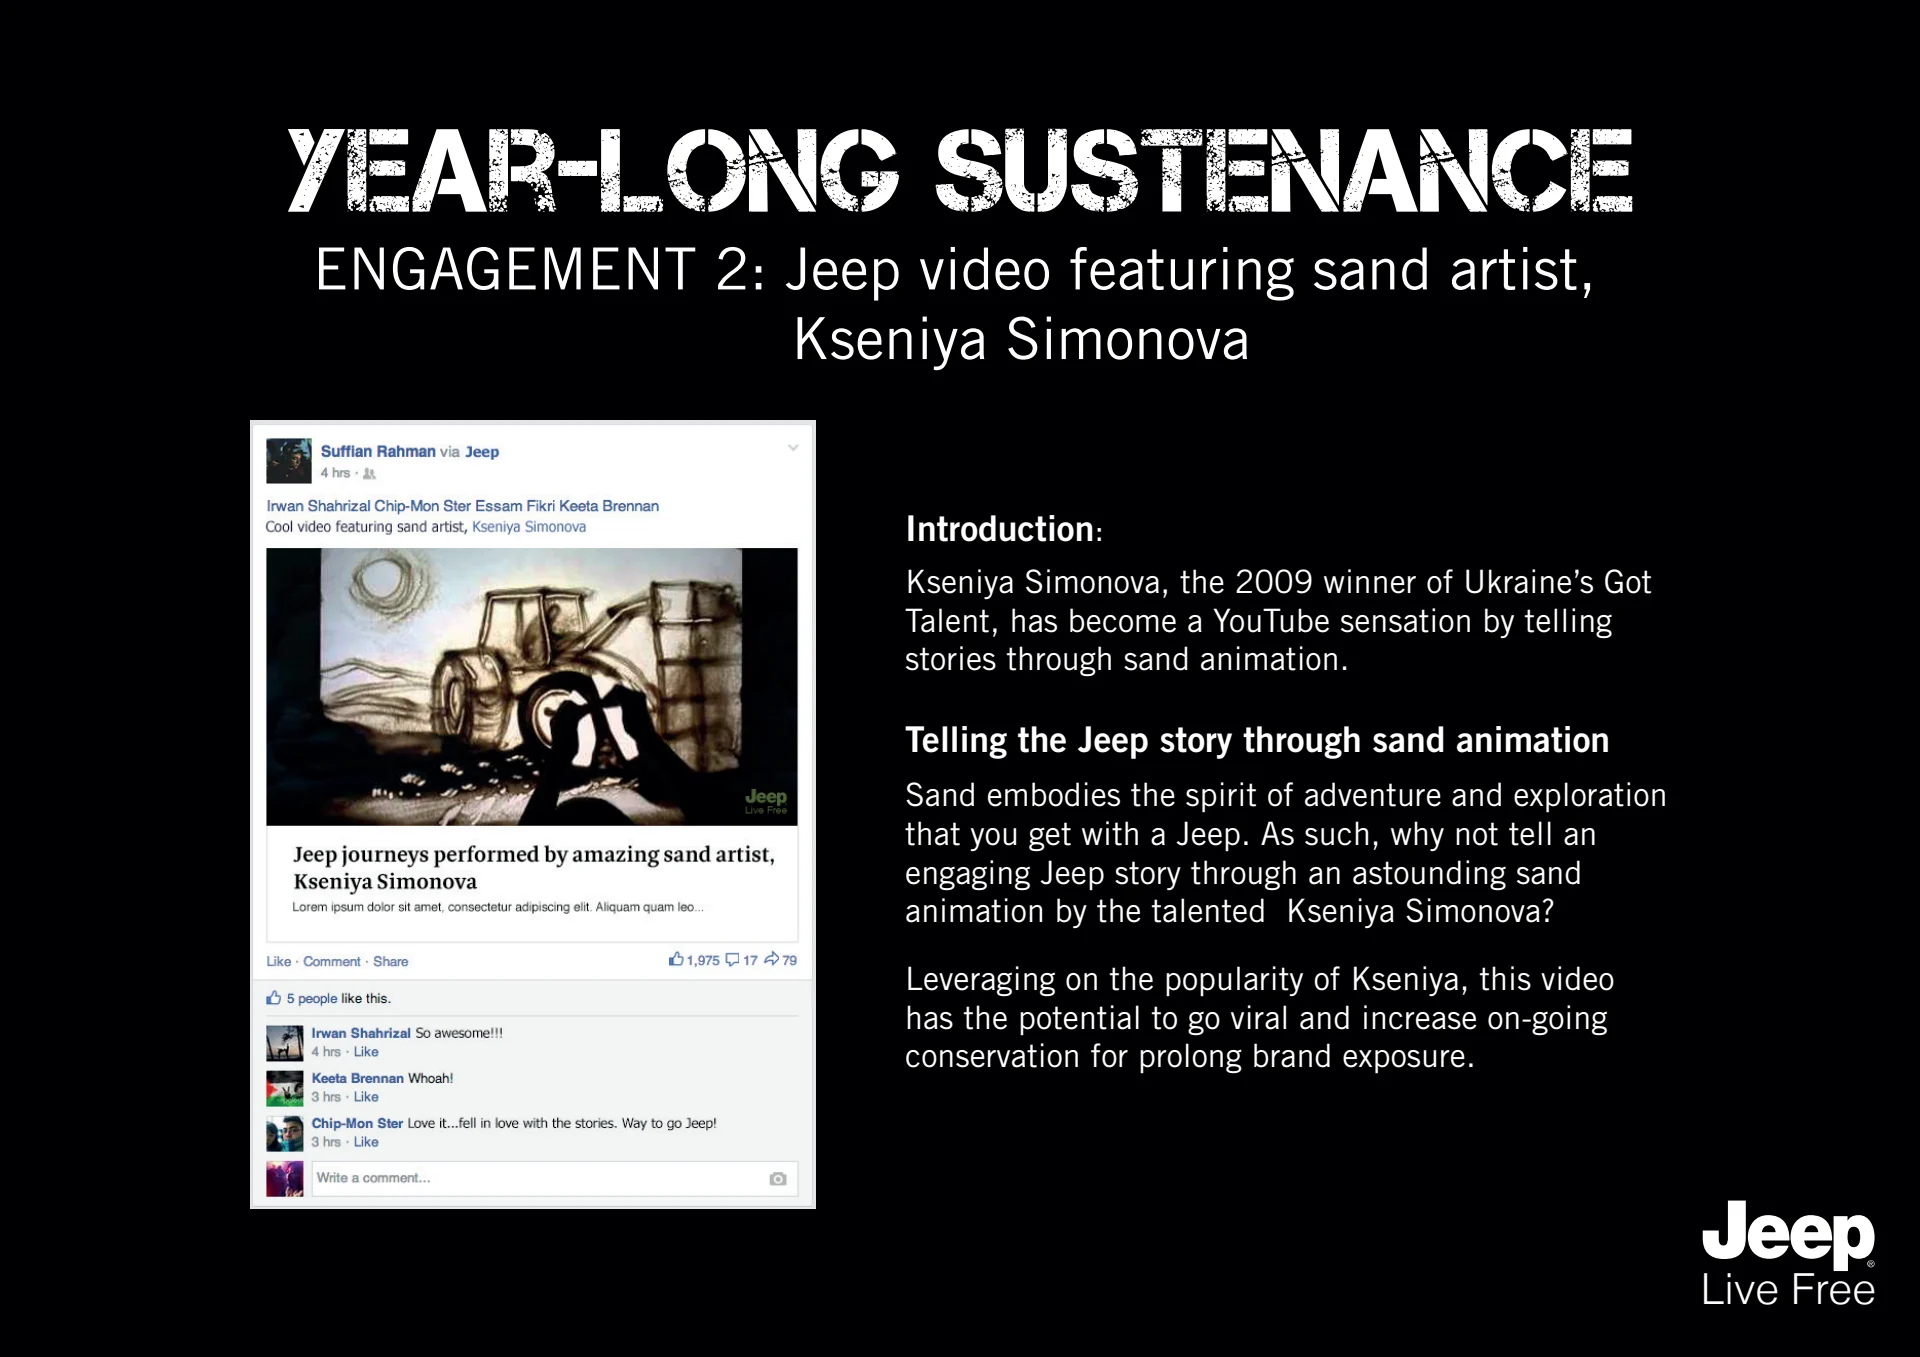 YEAR-LONG SUSTENANCE
ENGAGEMENT 2: Jeep video featuring sand artist,
Kseniya Simonova
Suffian Rahman via Jeep
4 hrs ·
Irwan Shahrizal Chip-Mon Ster Essam Fikri Keeta Brennan
Cool video featuring sand artist, Kseniya Simonova
Jeep
Live Free
Jeep journeys performed by amazing sand artist,
Kseniya Simonova
Lorem ipsum dolor sit amet, consectetur adipiscing elit. Aliquam quam leo...
Like · Comment · Share 1,975 17 79
5 people like this.
Irwan Shahrizal So awesome!!!
4 hrs · Like
Keeta Brennan Whoah!
3 hrs · Like
Chip-Mon Ster Love it...fell in love with the stories. Way to go Jeep!
3 hrs · Like
Write a comment...
Introduction:
Kseniya Simonova, the 2009 winner of Ukraine’s Got
Talent, has become a YouTube sensation by telling
stories through sand animation.
Telling the Jeep story through sand animation
Sand embodies the spirit of adventure and exploration
that you get with a Jeep. As such, why not tell an
engaging Jeep story through an astounding sand
animation by the talented  Kseniya Simonova?
Leveraging on the popularity of Kseniya, this video
has the potential to go viral and increase on-going
conservation for prolong brand exposure.
Jeep®
Live Free